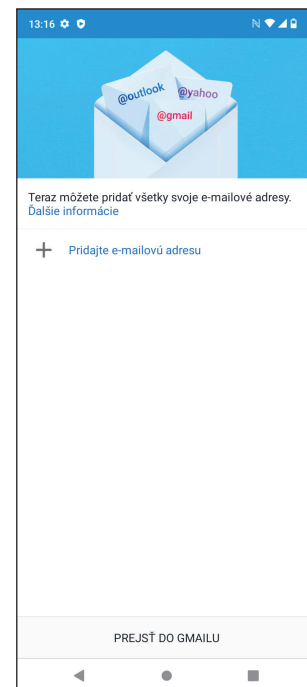 13:16
@outlook @yahoo
@gmail
Teraz môžete pridať všetky svoje e-mailové adresy.
Ďalšie informácie
Pridajte e-mailovú adresu
PREJSŤ DO GMAILU